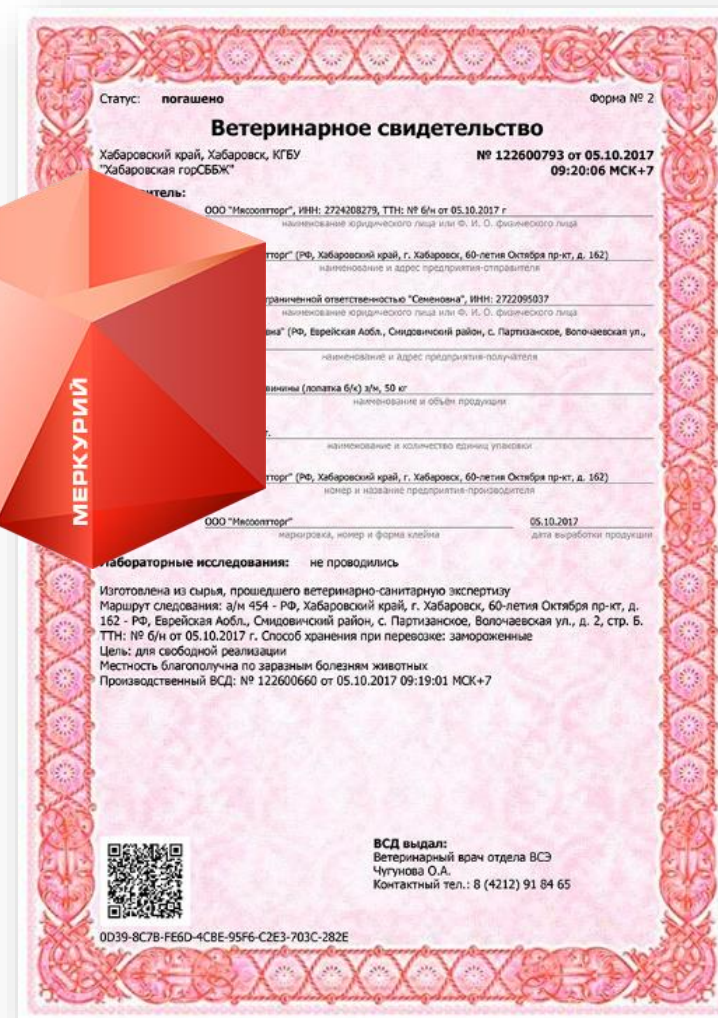 Статус: погашено
Форма № 2
Ветеринарное свидетельство
Хабаровский край, Хабаровск, КГБУ
"Хабаровская горСББЖ"
№ 122600793 от 05.10.2017
09:20:06 МСК+7
ООО "Мясооптторг", ИНН: 2724208279, ТТН: № б/н от 05.10.2017 г
наименование юридического лица или Ф. И. О. физического лица
(РФ, Хабаровский край, г. Хабаровск, 60-летия Октября пр-кт, д. 162)
наименование и адрес предприятия-отправителя
ответственностью "Семеновна", ИНН: 2722095037
наименование юридического лица или Ф. И. О. физического лица
(РФ, Еврейская Аобл., Смидовичский район, с. Партизанское, Волочаевская ул.,
наименование и адрес предприятия-получателя
(лопатка б/к) з/м, 50 кг
наименование и объём продукции
наименование и количество единиц упаковки
(РФ, Хабаровский край, г. Хабаровск, 60-летия Октября пр-кт, д. 162)
номер и название предприятия-производителя
ООО "Мясооптторг"
05.10.2017
маркировка, номер и форма клейма
дата выработки продукции
МЕРКУРИЙ
Лабораторные исследования: не проводились
Изготовлена из сырья, прошедшего ветеринарно-санитарную экспертизу
Маршрут следования: а/м 454 - РФ, Хабаровский край, г. Хабаровск, 60-летия Октября пр-кт, д.
162 - РФ, Еврейская Аобл., Смидовичский район, с. Партизанское, Волочаевская ул., д. 2, стр. Б.
ТТН: № б/н от 05.10.2017 г. Способ хранения при перевозке: замороженные
Цель: для свободной реализации
Местность благополучна по заразным болезням животных
Производственный ВСД: № 122600660 от 05.10.2017 09:19:01 МСК+7
ВСД выдал:
Ветеринарный врач отдела ВСЭ
Чугунова О.А.
Контактный тел.: 8 (4212) 91 84 65
0D39-8C7B-FE6D-4CBE-95F6-C2E3-703C-282E